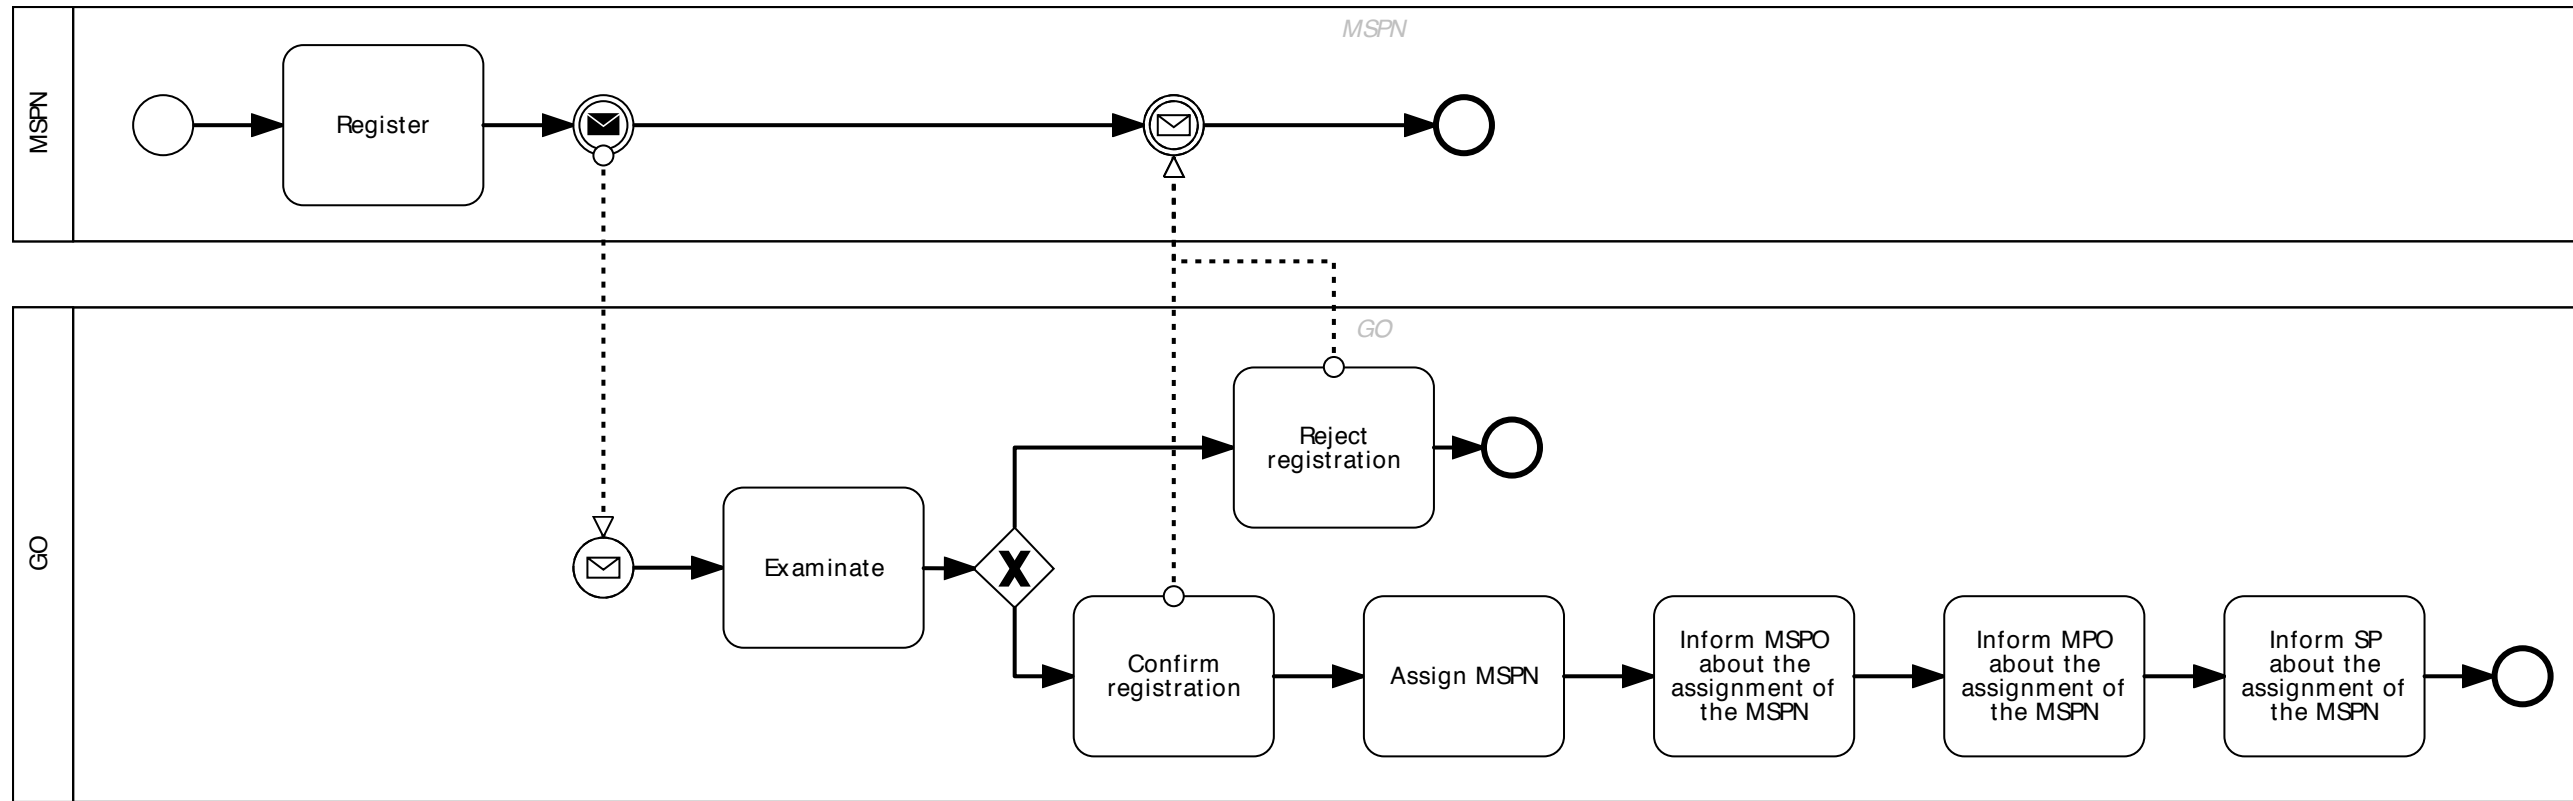 MSPN
MSPN
Register
GO
GO
Reject
registration
Examinate
X
Confirm
registration
Assign MSPN
Inform MSPO
about the
assignment of
the MSPN
Inform MPO
about the
assignment of
the MSPN
Inform SP
about the
assignment of
the MSPN